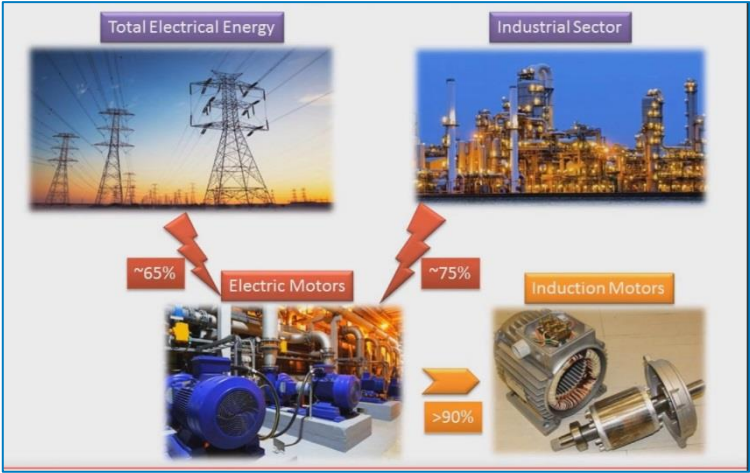 Total Electrical Energy
Industrial Sector
~65%
Electric Motors
~75%
Induction Motors
>90%